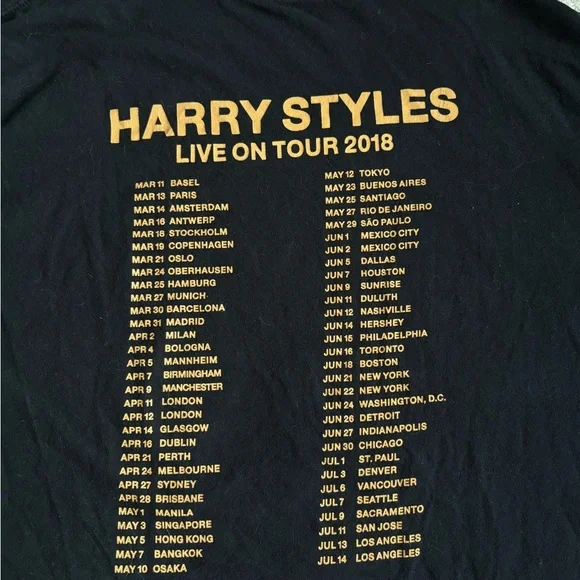 HARRY STYLES
LIVE ON TOUR 2018
MAR 11 BASEL
MAR 13 PARIS
MAR 14 AMSTERDAM
MAR 16 ANTWERP
MAR 18 STOCKHOLM
MAR 19 COPENHAGEN
MAR 21 OSLO
MAR 24 OBERHAUSEN
MAR 25 HAMBURG
MAR 27 MUNICH
MAR 30 BARCELONA
MAR 31 MADRID
APR 2 MILAN
APR 4 BOLOGNA
APR 5 MANNHEIM
APR 7 BIRMINGHAM
APR 9 MANCHESTER
APR 11 LONDON
APR 12 LONDON
APR 14 GLASGOW
APR 16 DUBLIN
APR 21 PERTH
APR 24 MELBOURNE
APR 27 SYDNEY
APR 28 BRISBANE
MAY 1 MANILA
MAY 3 SINGAPORE
MAY 5 HONG KONG
MAY 7 BANGKOK
MAY 10 OSAKA
MAY 12 TOKYO
MAY 23 BUENOS AIRES
MAY 25 SANTIAGO
MAY 27 RIO DE JANEIRO
MAY 29 SÃO PAULO
JUN 1 MEXICO CITY
JUN 2 MEXICO CITY
JUN 5 DALLAS
JUN 7 HOUSTON
JUN 9 SUNRISE
JUN 11 DULUTH
JUN 12 NASHVILLE
JUN 14 HERSHEY
JUN 15 PHILADELPHIA
JUN 16 TORONTO
JUN 18 BOSTON
JUN 21 NEW YORK
JUN 22 NEW YORK
JUN 24 WASHINGTON, D.C.
JUN 26 DETROIT
JUN 27 INDIANAPOLIS
JUN 30 CHICAGO
JUL 1 ST. PAUL
JUL 3 DENVER
JUL 6 VANCOUVER
JUL 7 SEATTLE
JUL 9 SACRAMENTO
JUL 11 SAN JOSE
JUL 13 LOS ANGELES
JUL 14 LOS ANGELES